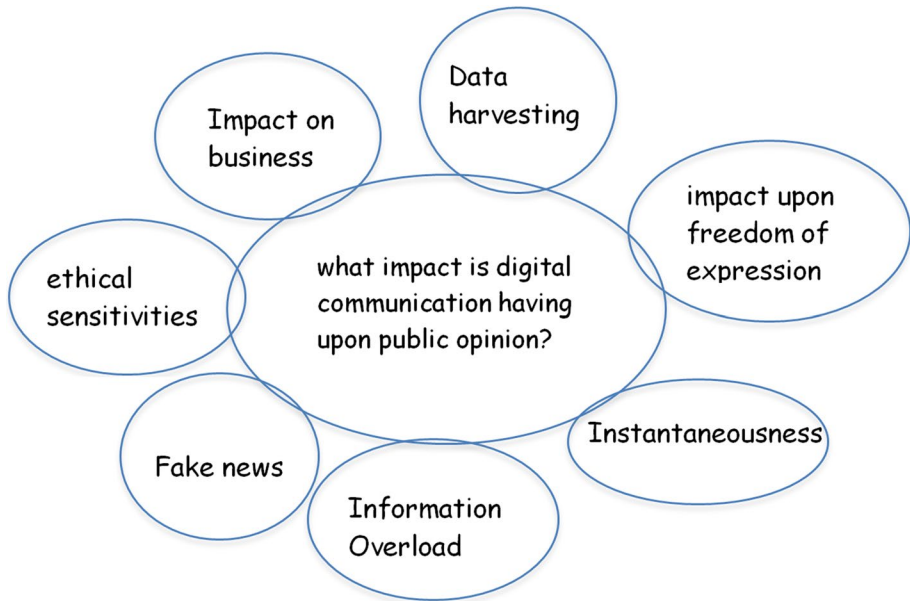 Data
harvesting
Impact on
business
impact upon
freedom of
expression
what impact is digital
communication having
upon public opinion?
ethical
sensitivities
Instantaneousness
Fake news
Information
Overload